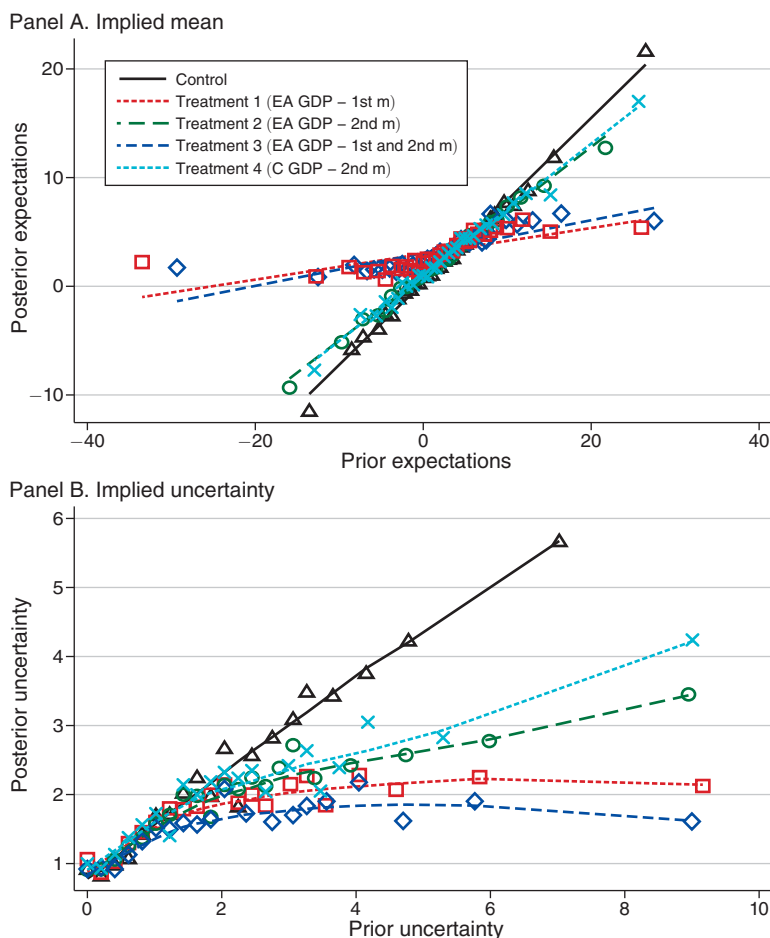 Panel A. Implied mean
20
10
0
−10
Posterior expectations
Control
Treatment 1 (EA GDP – 1st m)
Treatment 2 (EA GDP – 2nd m)
Treatment 3 (EA GDP – 1st and 2nd m)
Treatment 4 (C GDP – 2nd m)
−40
−20
0
20
40
Prior expectations
Panel B. Implied uncertainty
6
5
4
3
2
1
Posterior uncertainty
0
2
4
6
8
10
Prior uncertainty